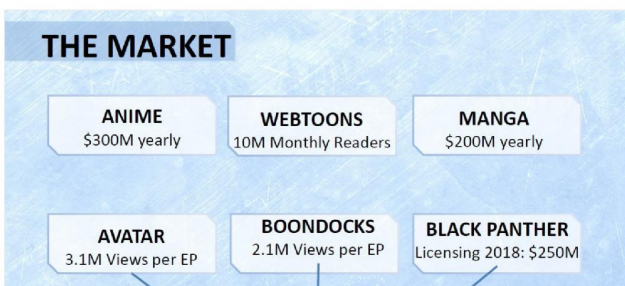 THE MARKET
ANIME
$300M yearly
WEBTOONS
10M Monthly Readers
MANGA
$200M yearly
AVATAR
3.1M Views per EP
BOONDOCKS
2.1M Views per EP
BLACK PANTHER
Licensing 2018: $250M